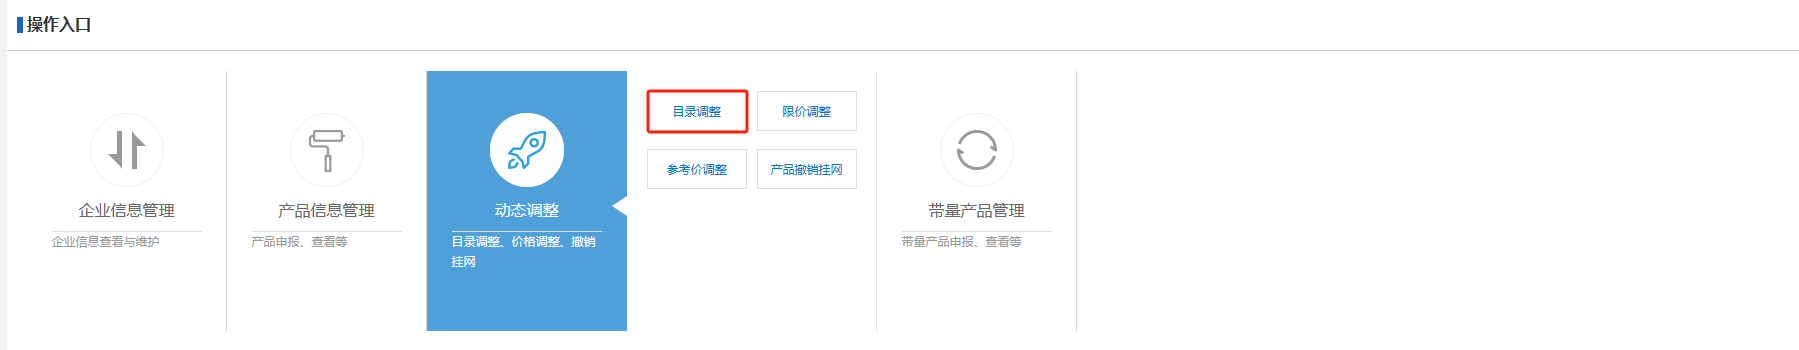 操作入口
企业信息管理
企业信息查看与维护
产品信息管理
产品申报、查看等
动态调整
目录调整、价格调整、撤销
挂网
目录调整
限价调整
参考价调整
产品撤销挂网
带量产品管理
带量产品申报、查看等